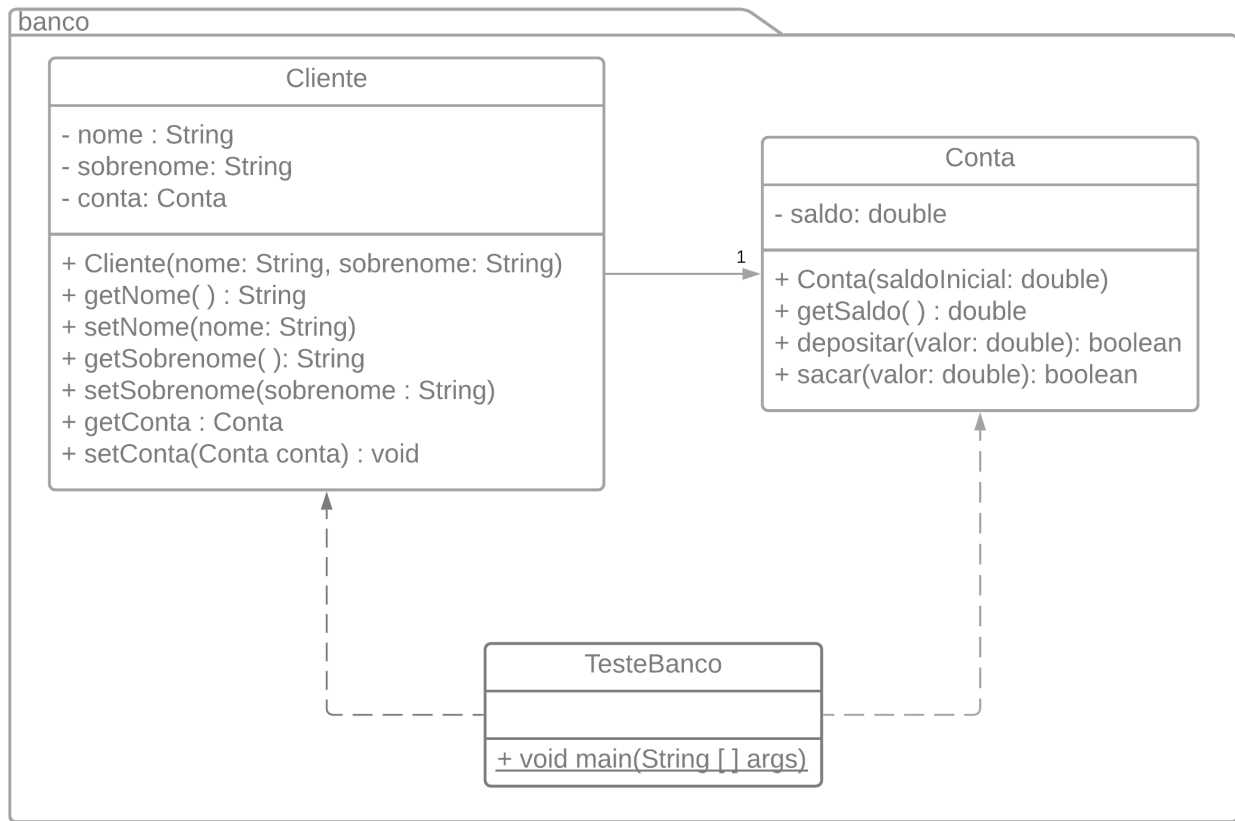 banco
Cliente
- nome : String
- sobrenome: String
- conta: Conta
+ Cliente(nome: String, sobrenome: String)
+ getNome( ) : String
+ setNome(nome: String)
+ getSobrenome( ): String
+ setSobrenome(sobrenome : String)
+ getConta : Conta
+ setConta(Conta conta) : void
1
Conta
- saldo: double
+ Conta(saldoInicial: double)
+ getSaldo( ) : double
+ depositar(valor: double): boolean
+ sacar(valor: double): boolean
TesteBanco
+ void main(String [ ] args)